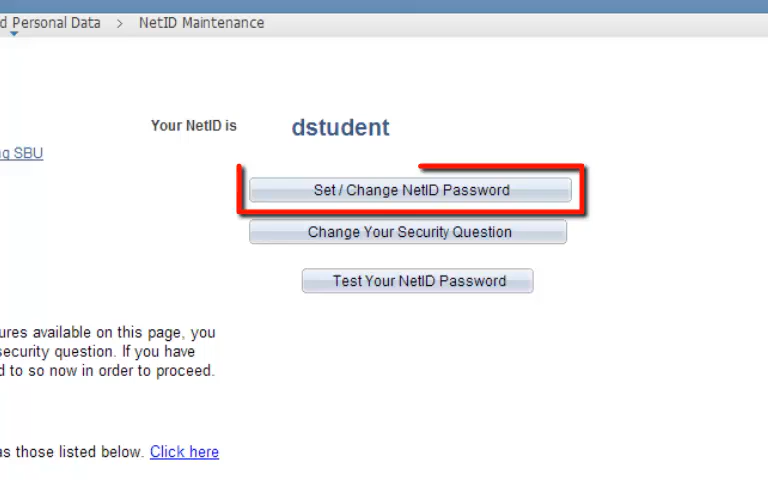 d Personal Data > NetID Maintenance
Your NetID is dstudent
g SBU
Set / Change NetID Password
Change Your Security Question
Test Your NetID Password
ures available on this page, you
security question. If you have
d to so now in order to proceed.
as those listed below. Click here